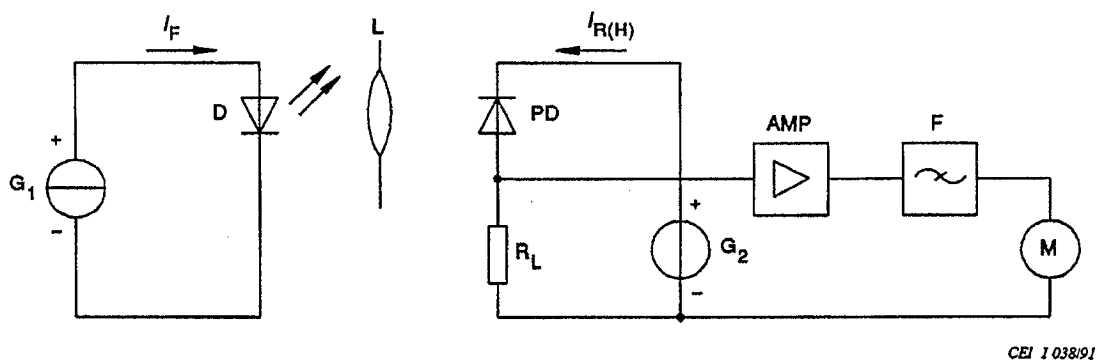 I_F
L
I_R(H)
D
PD
AMP
F
+
G_1
–
+
R_L
G_2
M
–
CEI 1 038/91